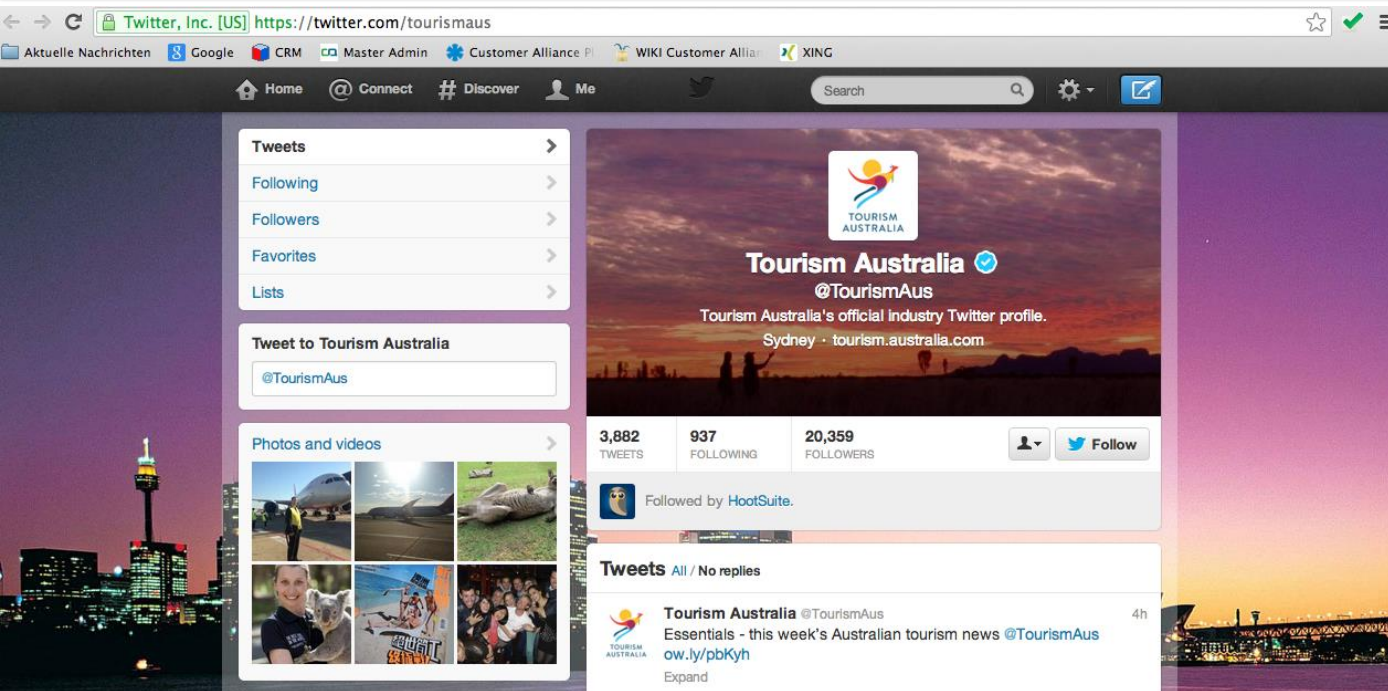 Twitter, Inc. [US] https://twitter.com/tourismaus
Aktuelle Nachrichten Google CRM Master Admin Customer Alliance WIKI Customer XING
Home Connect Discover Me Search
Tweets
Following
Followers
Favorites
Lists
Tweet to Tourism Australia
@TourismAus
Photos and videos
TOURISM
AUSTRALIA
Tourism Australia
@TourismAus
Tourism Australia's official industry Twitter profile.
Sydney · tourism.australia.com
3,882 937 20,359
TWEETS FOLLOWING FOLLOWERS
Follow
Followed by HootSuite.
Tweets All / No replies
Tourism Australia @TourismAus 4h
Essentials - this week's Australian tourism news @TourismAus
ow.ly/pbKyh
TOURISM
AUSTRALIA
Expand